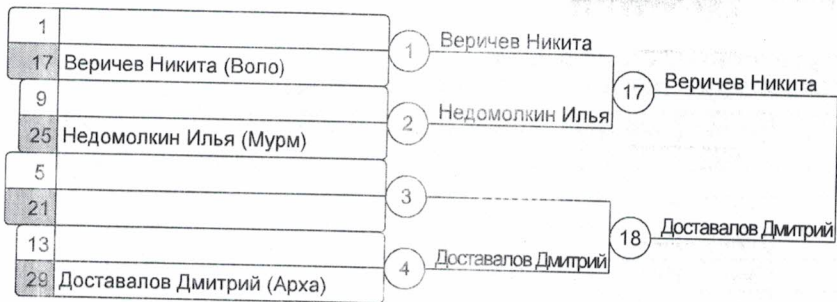 1
17 Веричев Никита (Воло)
1 Веричев Никита
9
25 Недомолкин Илья (Мурм)
2 Недомолкин Илья
17 Веричев Никита
5
21
3
13
29 Доставалов Дмитрий (Арха)
4 Доставалов Дмитрий
18 Доставалов Дмитрий